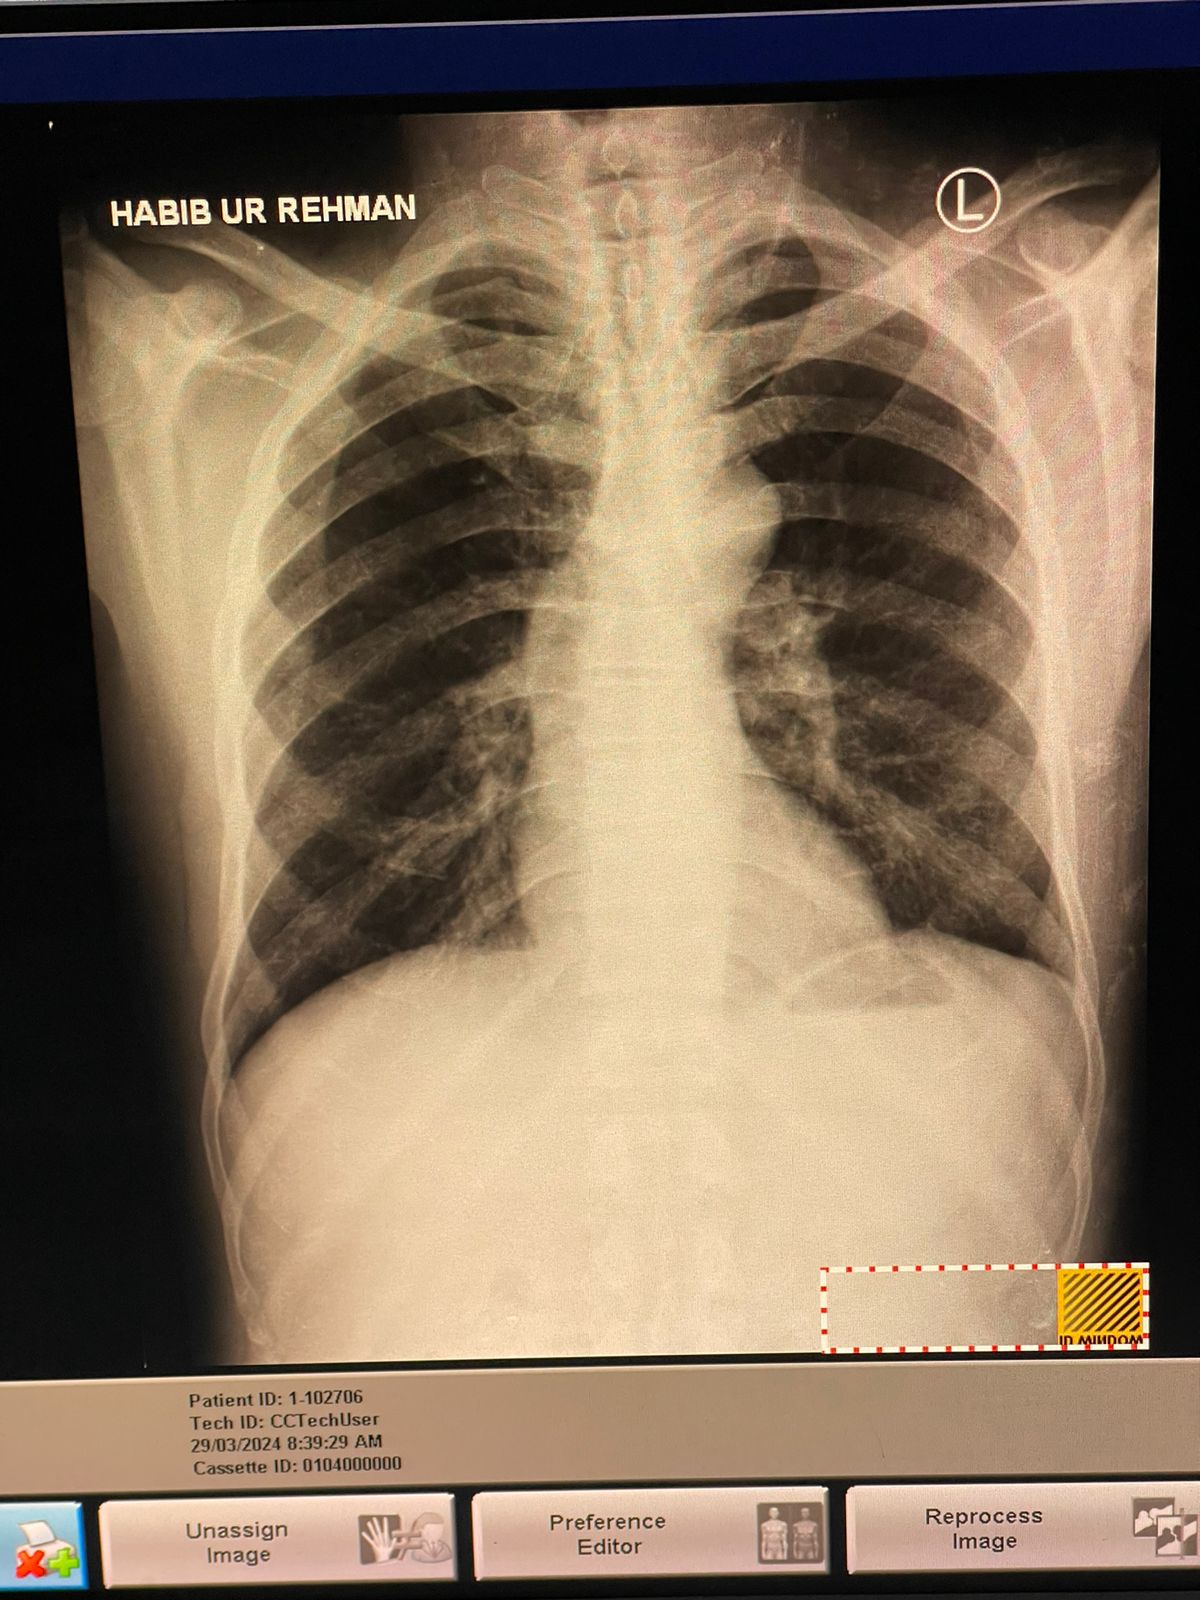 HABIB UR REHMAN
L
Patient ID: 1-102706
Tech ID: CCTechUser
29/03/2024 8:39:29 AM
Cassette ID: 0104000000
Unassign
Image
Preference
Editor
Reprocess
Image